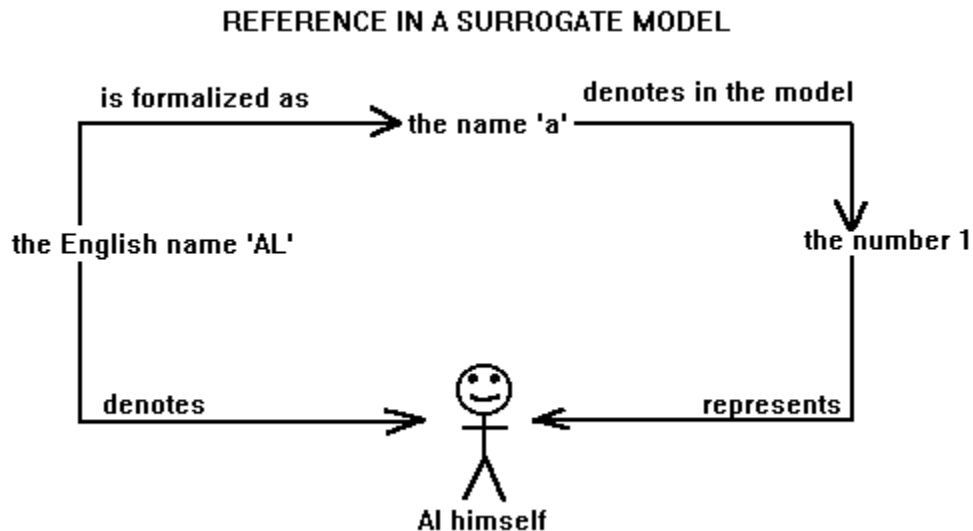 REFERENCE IN A SURROGATE MODEL
is formalized as
denotes in the model
the name 'a'
the English name 'AL'
the number 1
denotes
represents
Al himself